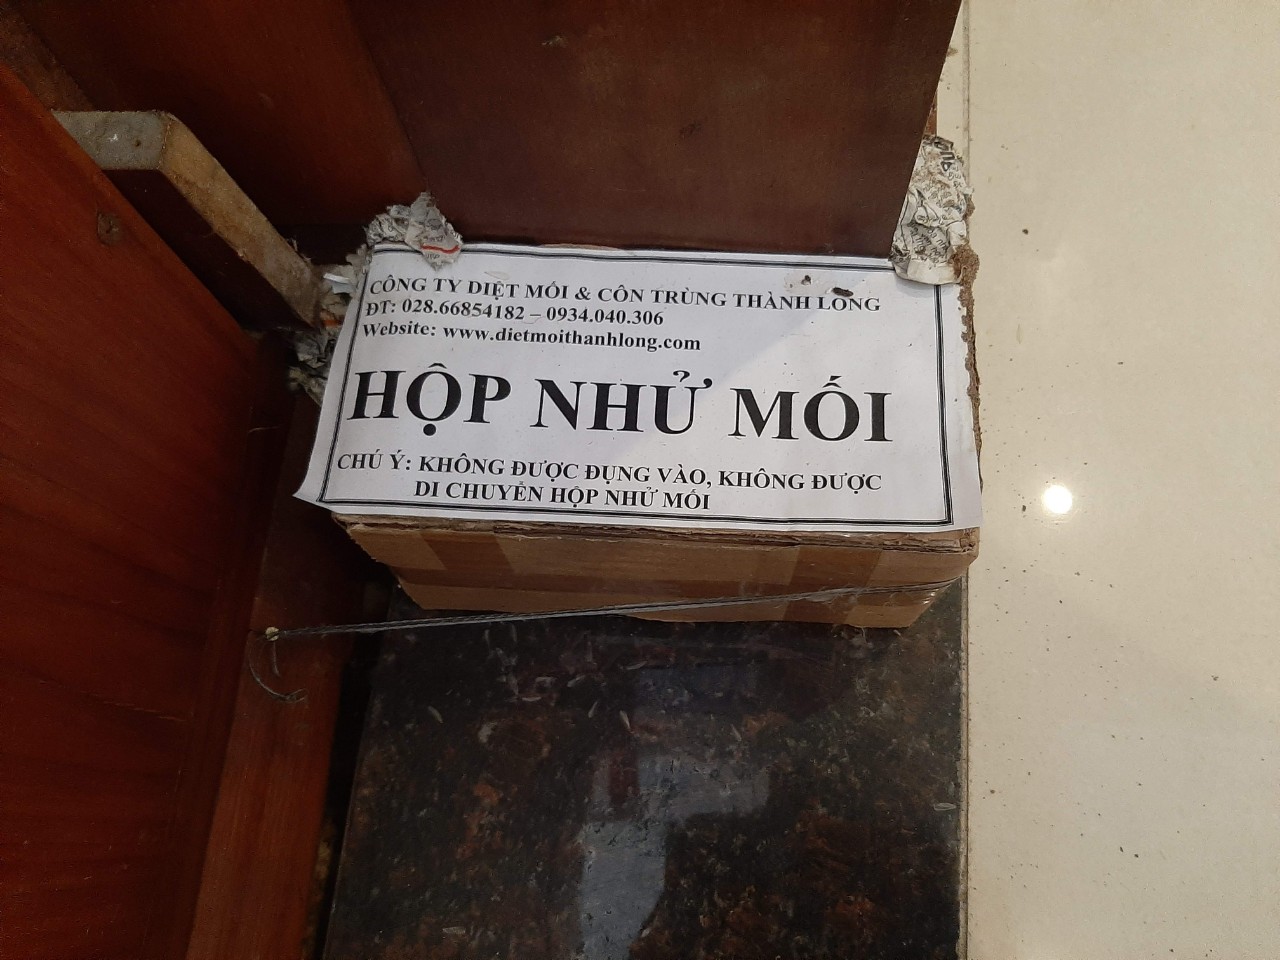 CÔNG TY DIỆT MỐI & CÔN TRÙNG THÀNH LONG
ĐT: 028.66854182 – 0934.040.306
Website: www.dietmoithanhlong.com
HỘP NHỬ MỐI
CHÚ Ý: KHÔNG ĐƯỢC ĐỤNG VÀO, KHÔNG ĐƯỢC
DI CHUYỂN HỘP NHỬ MỐI